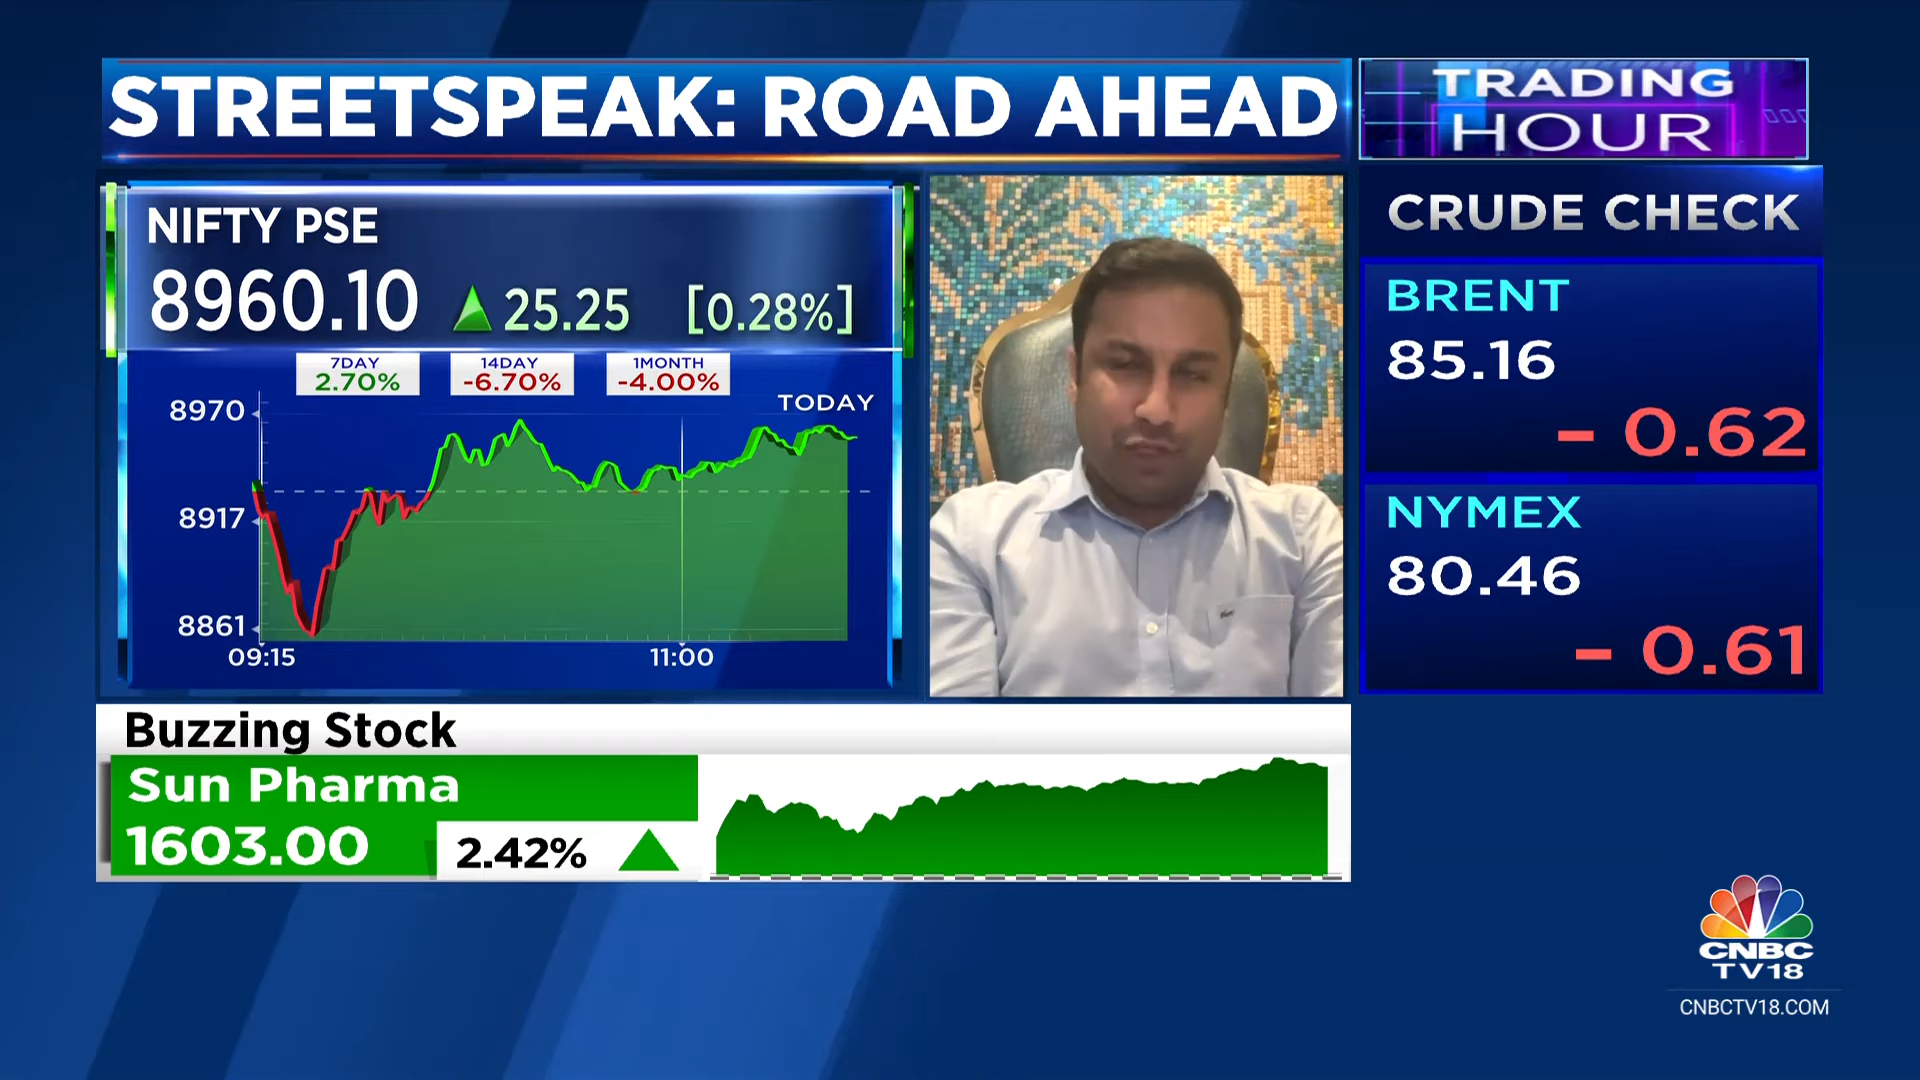 STREETSPEAK: ROAD AHEAD
TRADING
HOUR
NIFTY PSE
8960.10 ▲ 25.25 [0.28%]
7DAY
2.70%
14DAY
-6.70%
1MONTH
-4.00%
TODAY
8970
8917
8861
09:15
11:00
CRUDE CHECK
BRENT
85.16
- 0.62
NYMEX
80.46
- 0.61
Buzzing Stock
Sun Pharma
1603.00
2.42% ▲
CNBC
TV18
CNBCTV18.COM